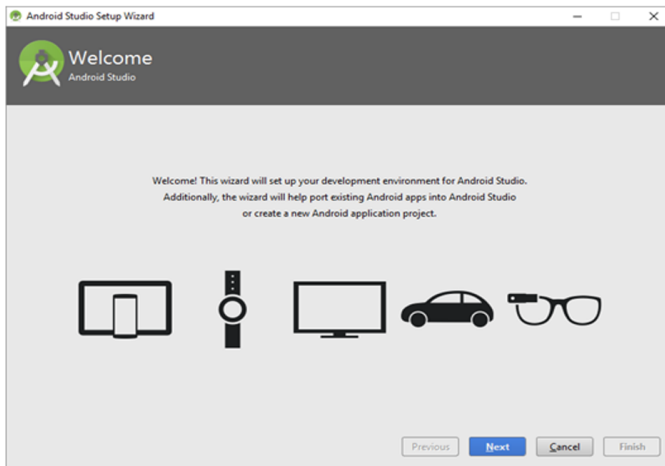 Android Studio Setup Wizard
Welcome
Android Studio
Welcome! This wizard will set up your development environment for Android Studio.
Additionally, the wizard will help port existing Android apps into Android Studio
or create a new Android application project.
Previous Next Cancel Finish